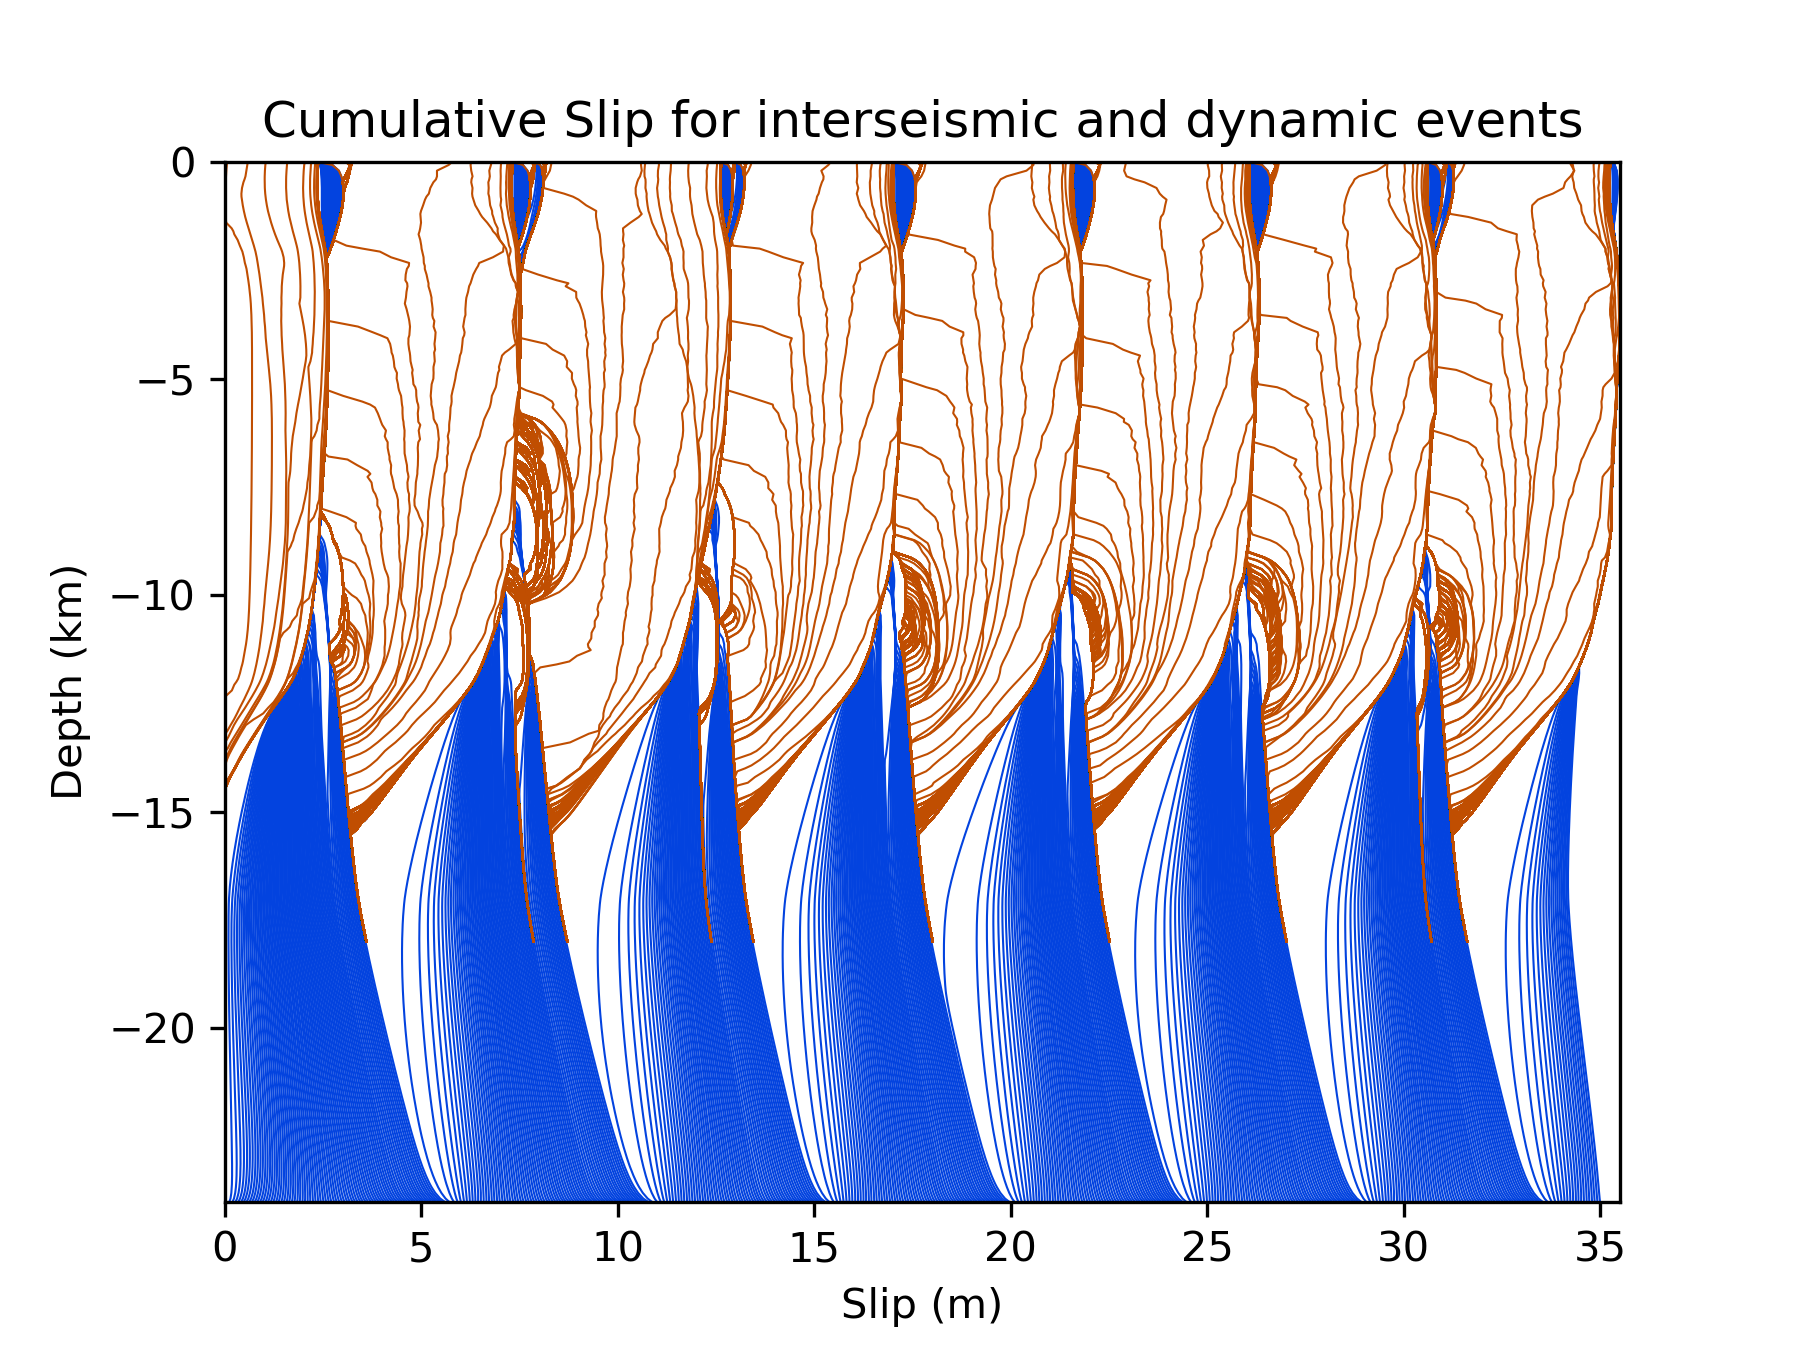 Cumulative Slip for interseismic and dynamic events
0
−5
−10
−15
−20
Depth (km)
0 5 10 15 20 25 30 35
Slip (m)